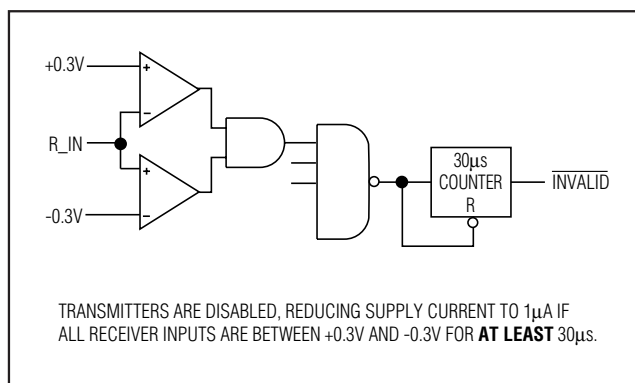 +0.3V
+
-
R_IN
+
-
-0.3V
30µs
COUNTER
R
INVALID
TRANSMITTERS ARE DISABLED, REDUCING SUPPLY CURRENT TO 1µA IF
ALL RECEIVER INPUTS ARE BETWEEN +0.3V AND -0.3V FOR AT LEAST 30µs.